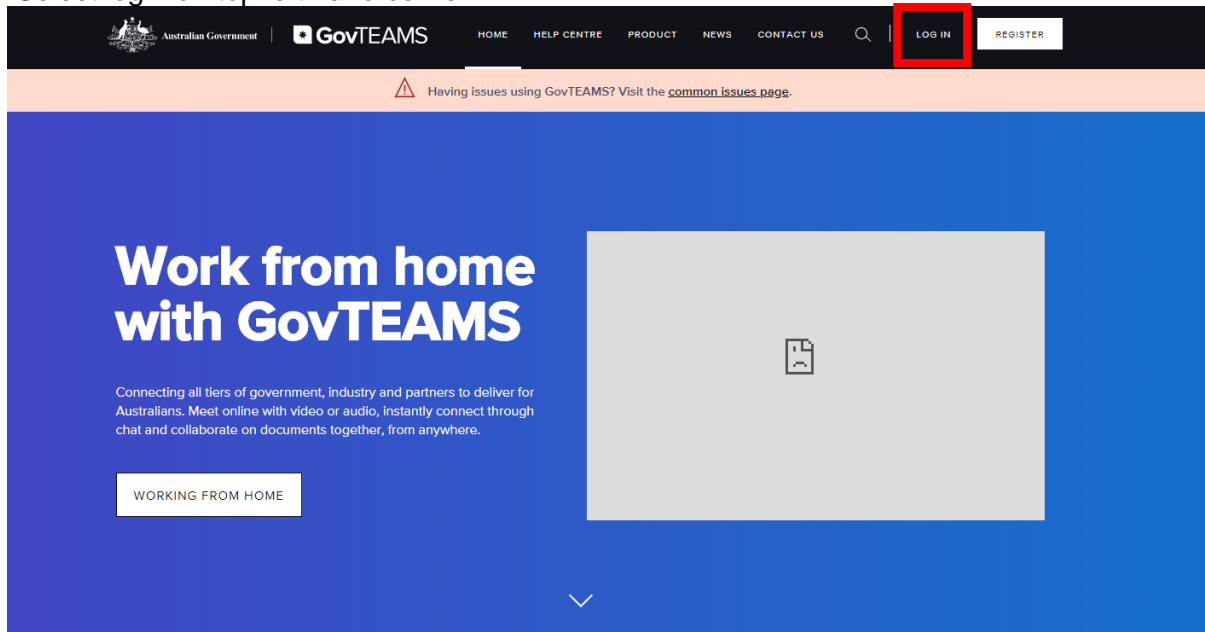 Australian Government
GovTEAMS
HOME HELP CENTRE PRODUCT NEWS CONTACT US LOG IN REGISTER
Having issues using GovTEAMS? Visit the common issues page.
Work from home
with GovTEAMS
Connecting all tiers of government, industry and partners to deliver for
Australians. Meet online with video or audio, instantly connect through
chat and collaborate on documents together, from anywhere.
WORKING FROM HOME